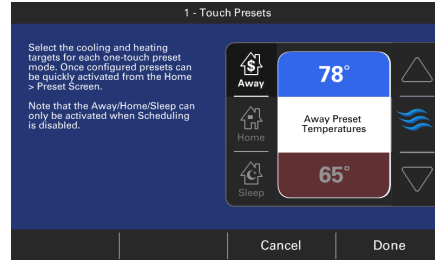 1 - Touch Presets
Select the cooling and heating
targets for each one-touch preset
mode. Once configured presets can
be quickly activated from the Home
> Preset Screen.
Note that the Away/Home/Sleep can
only be activated when Scheduling
is disabled.
Away
Home
Sleep
78°
Away Preset
Temperatures
65°
Cancel
Done